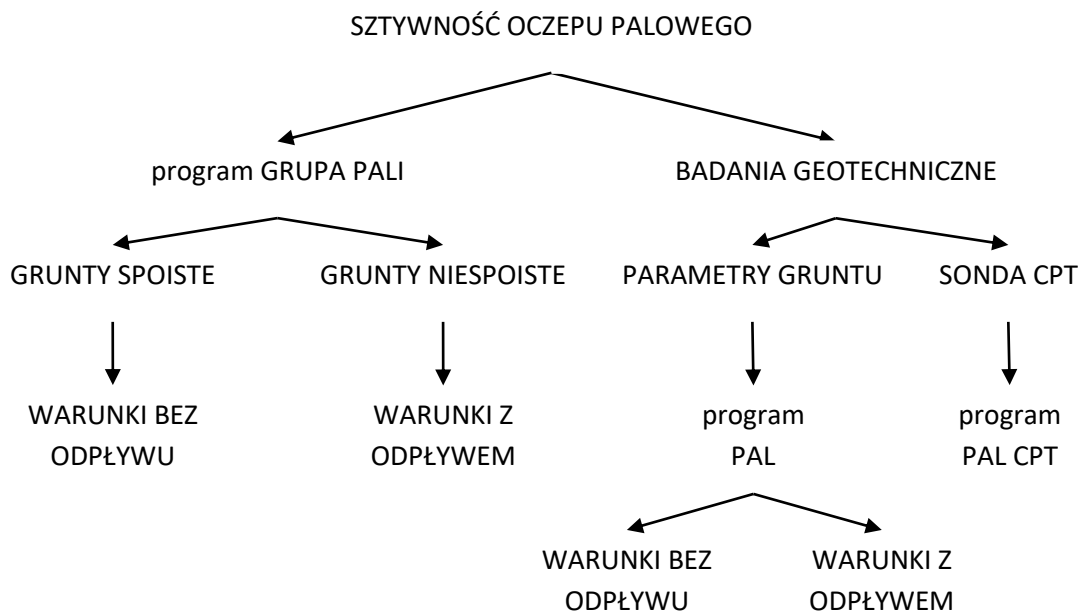 SZTYWNOŚĆ OCZEPU PALOWEGO
program GRUPA PALI
BADANIA GEOTECHNICZNE
GRUNTY SPOISTE
GRUNTY NIESPOISTE
PARAMETRY GRUNTU
SONDA CPT
WARUNKI BEZ
ODPŁYWU
WARUNKI Z
ODPŁYWEM
program
PAL
program
PAL CPT
WARUNKI BEZ
ODPŁYWU
WARUNKI Z
ODPŁYWEM